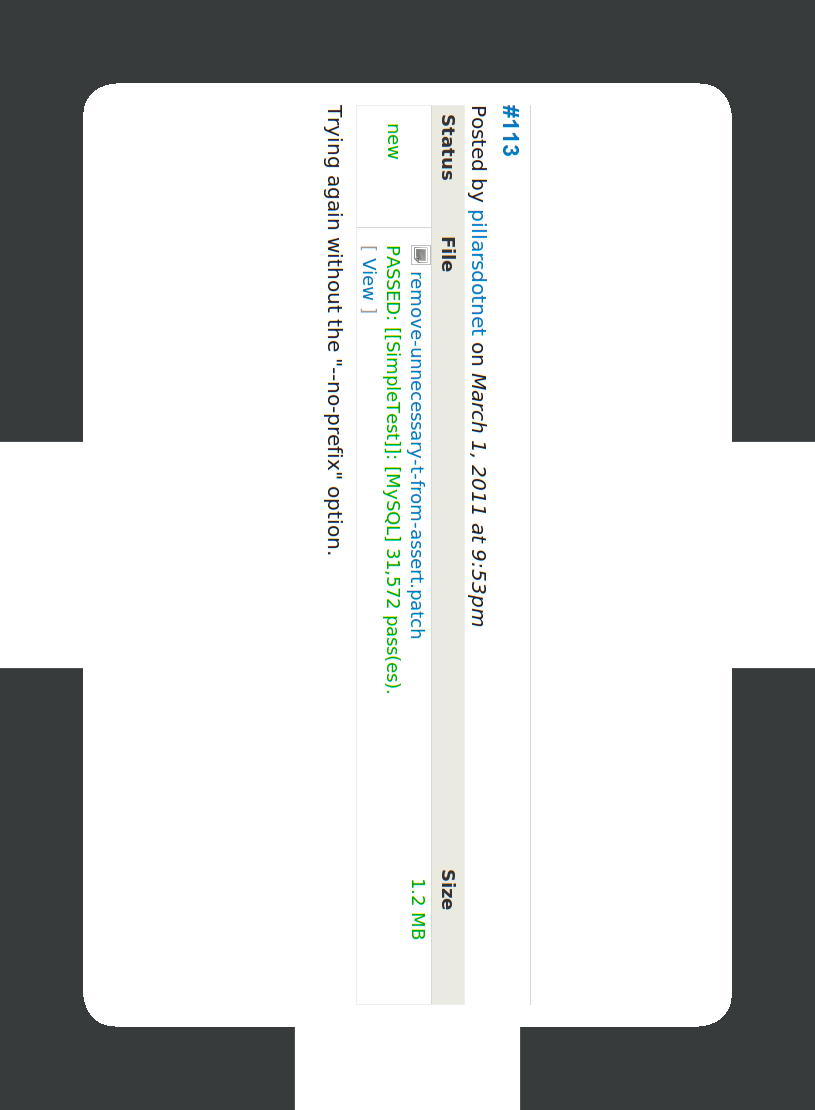 #113
Posted by pillarsdotnet on March 1, 2011 at 9:53pm
Status File Size
new remove-unnecessary-t-from-assert.patch 1.2 MB
PASSED: [[SimpleTest]]: [MySQL] 31,572 pass(es).
[ View ]
Trying again without the "--no-prefix" option.